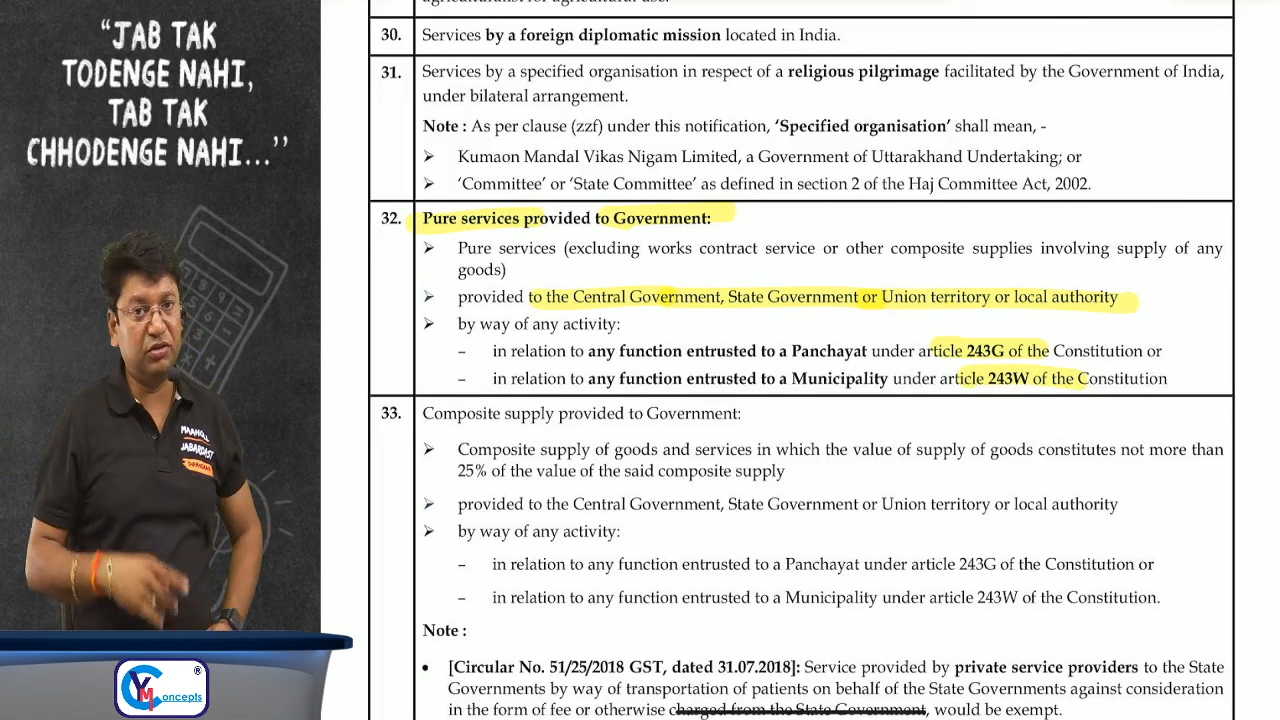 “JAB TAK
TODENGE NAHI,
TAB TAK
CHHODENGE NAHI...’’
MAAHOLL
JABARDAST
CYM
oncepts
®
agriculturalist for agricultural use.
30. Services by a foreign diplomatic mission located in India.
31. Services by a specified organisation in respect of a religious pilgrimage facilitated by the Government of India,
under bilateral arrangement.
Note : As per clause (zzf) under this notification, ‘Specified organisation’ shall mean, -
➢ Kumaon Mandal Vikas Nigam Limited, a Government of Uttarakhand Undertaking; or
➢ ‘Committee’ or ‘State Committee’ as defined in section 2 of the Haj Committee Act, 2002.
32. Pure services provided to Government:
➢ Pure services (excluding works contract service or other composite supplies involving supply of any
goods)
➢ provided to the Central Government, State Government or Union territory or local authority
➢ by way of any activity:
– in relation to any function entrusted to a Panchayat under article 243G of the Constitution or
– in relation to any function entrusted to a Municipality under article 243W of the Constitution
33. Composite supply provided to Government:
➢ Composite supply of goods and services in which the value of supply of goods constitutes not more than
25% of the value of the said composite supply
➢ provided to the Central Government, State Government or Union territory or local authority
➢ by way of any activity:
– in relation to any function entrusted to a Panchayat under article 243G of the Constitution or
– in relation to any function entrusted to a Municipality under article 243W of the Constitution.
Note :
• [Circular No. 51/25/2018 GST, dated 31.07.2018]: Service provided by private service providers to the State
Governments by way of transportation of patients on behalf of the State Governments against consideration
in the form of fee or otherwise charged from the State Government, would be exempt.